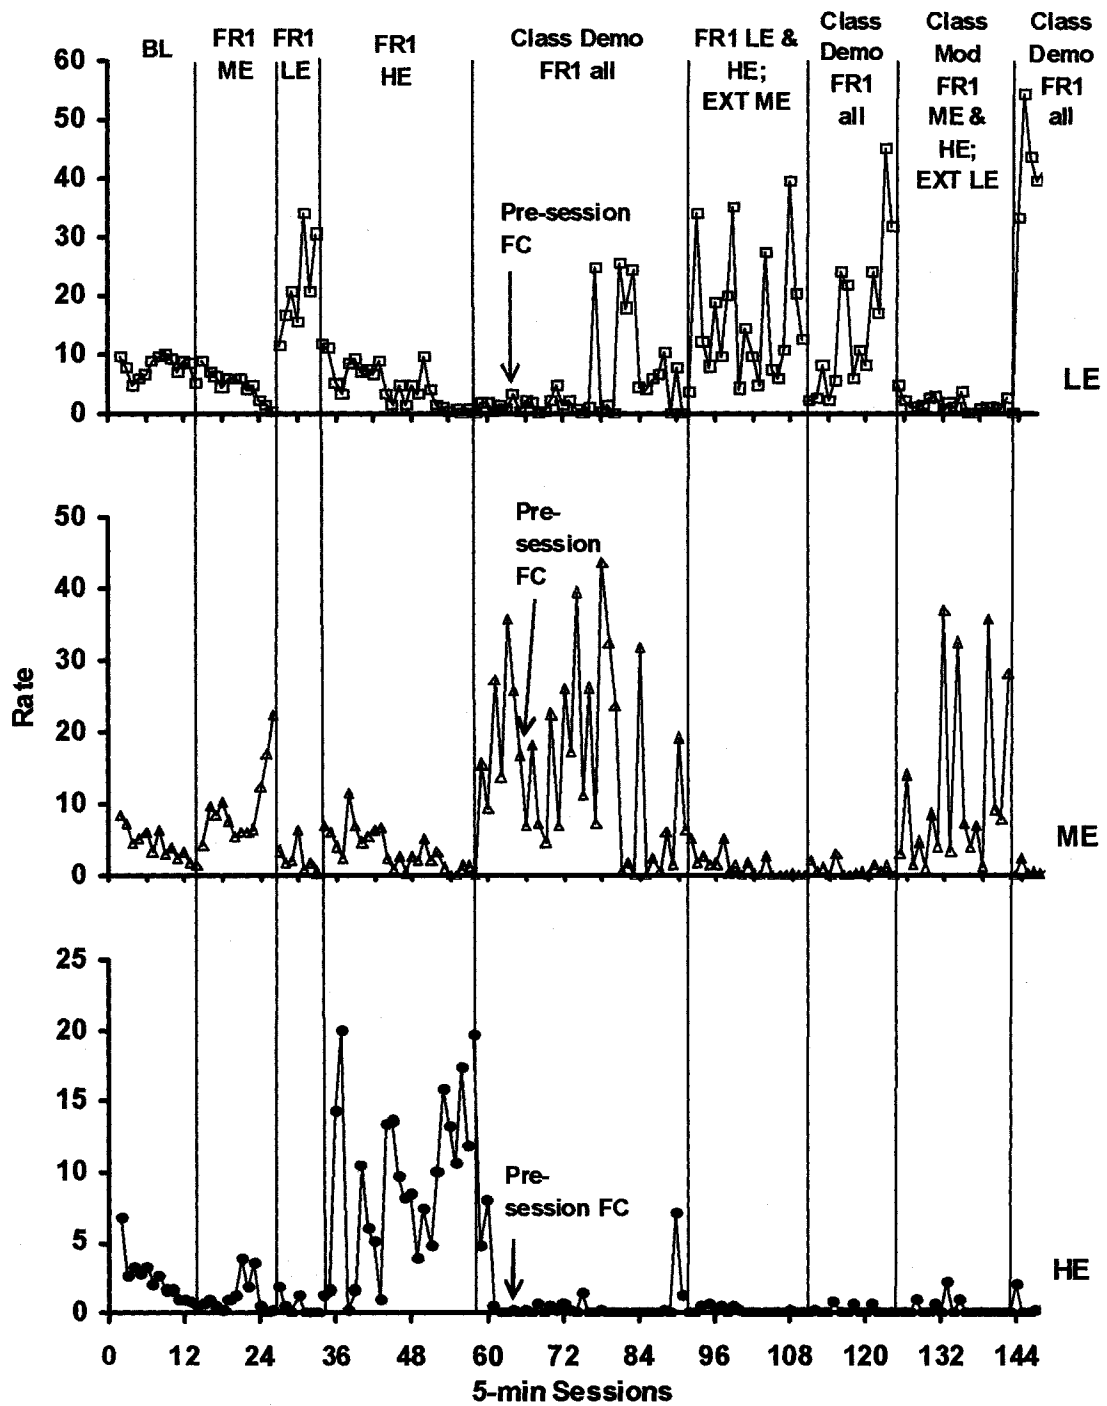 BL
FR1
ME
FR1
LE
FR1
HE
Class Demo
FR1 all
FR1 LE &
HE;
EXT ME
Class
Demo
FR1
all
Class
Mod
FR1
ME &
HE;
EXT LE
Class
Demo
FR1
all
60
50
40
30
20
10
0
Pre-session
FC
LE
50
40
30
20
10
0
Pre-
session
FC
ME
Rate
25
20
15
10
5
0
Pre-
session FC
HE
0 12 24 36 48 60 72 84 96 108 120 132 144
5-min Sessions